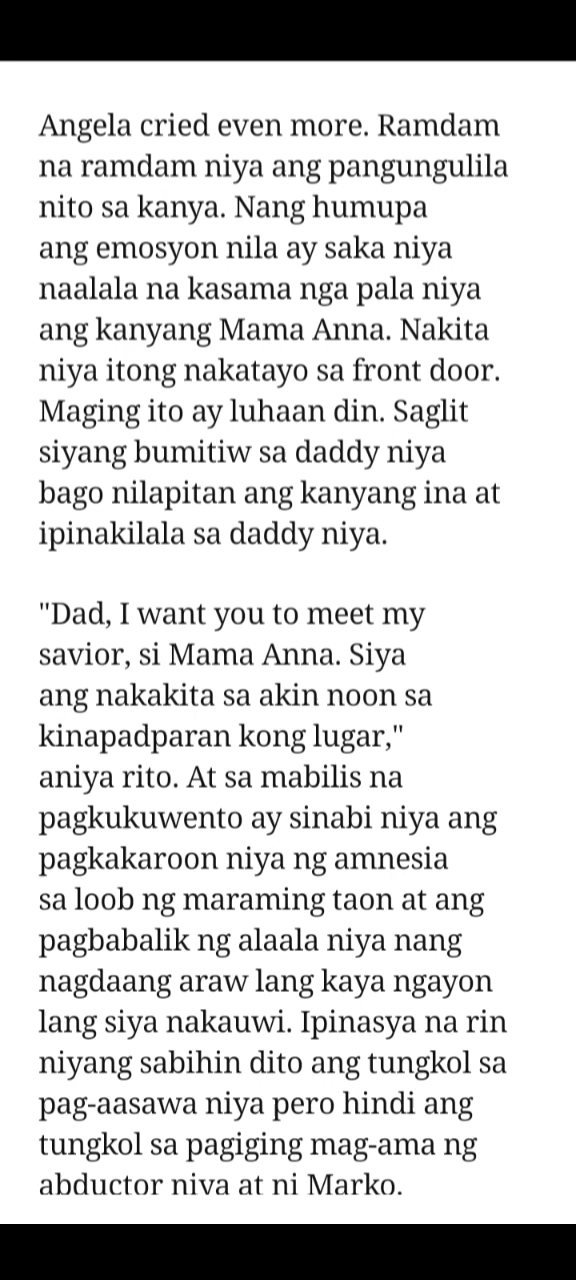 Angela cried even more. Ramdam
na ramdam niya ang pangungulila
nito sa kanya. Nang humupa
ang emosyon nila ay saka niya
naalala na kasama nga pala niya
ang kanyang Mama Anna. Nakita
niya itong nakatayo sa front door.
Maging ito ay luhaan din. Saglit
siyang bumitiw sa daddy niya
bago nilapitan ang kanyang ina at
ipinakilala sa daddy niya.
"Dad, I want you to meet my
savior, si Mama Anna. Siya
ang nakakita sa akin noon sa
kinapadparan kong lugar,"
aniya rito. At sa mabilis na
pagkukuwento ay sinabi niya ang
pagkakaroon niya ng amnesia
sa loob ng maraming taon at ang
pagbabalik ng alaala niya nang
nagdaang araw lang kaya ngayon
lang siya nakauwi. Ipinasya na rin
niyang sabihin dito ang tungkol sa
pag-aasawa niya pero hindi ang
tungkol sa pagiging mag-ama ng
abductor niya at ni Marko.